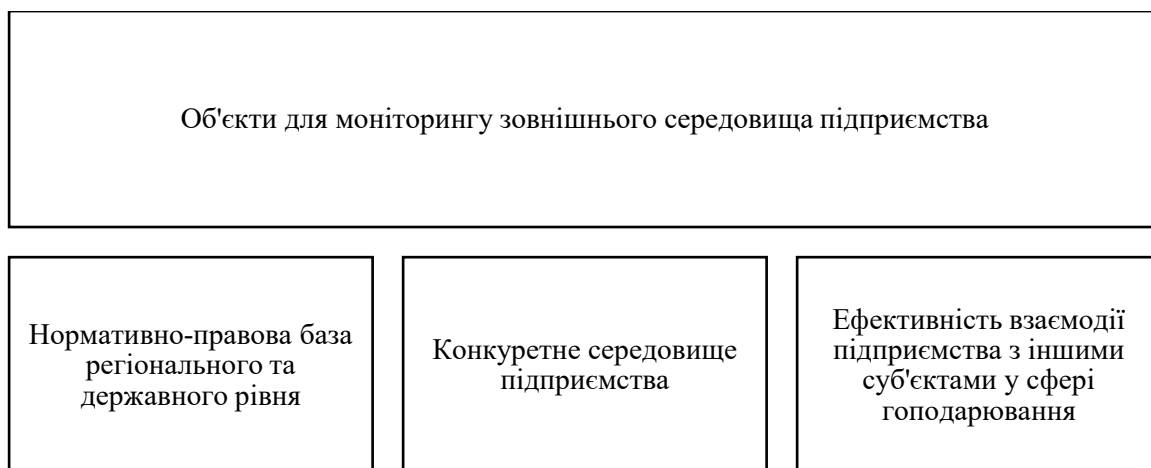 Об'єкти для моніторингу зовнішнього середовища підприємства
Нормативно-правова база
регіонального та
державного рівня
Конкуретне середовище
підприємства
Ефективність взаємодії
підприємства з іншими
суб'єктами у сфері
гоподарювання